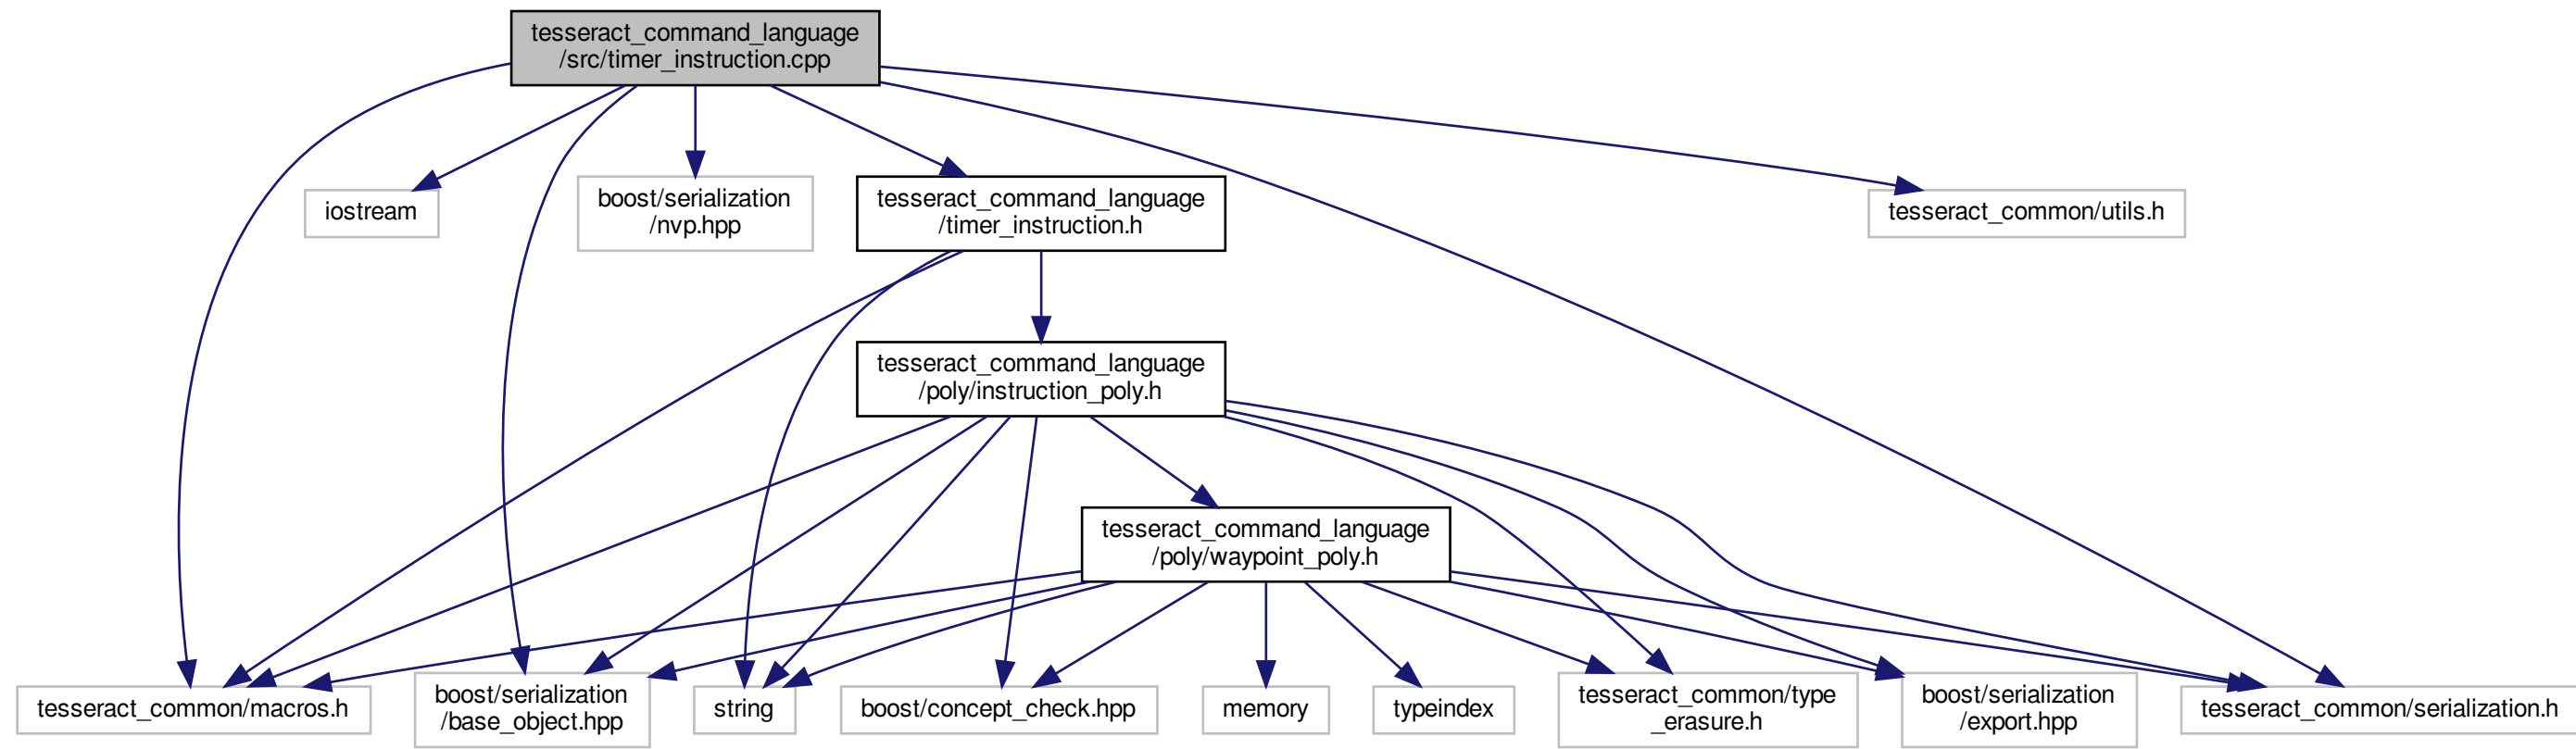 tesseract_command_language
/src/timer_instruction.cpp
iostream
boost/serialization
/nvp.hpp
tesseract_command_language
/timer_instruction.h
tesseract_common/utils.h
tesseract_command_language
/poly/instruction_poly.h
tesseract_command_language
/poly/waypoint_poly.h
tesseract_common/macros.h
boost/serialization
/base_object.hpp
string
boost/concept_check.hpp
memory
typeindex
tesseract_common/type
_erasure.h
boost/serialization
/export.hpp
tesseract_common/serialization.h